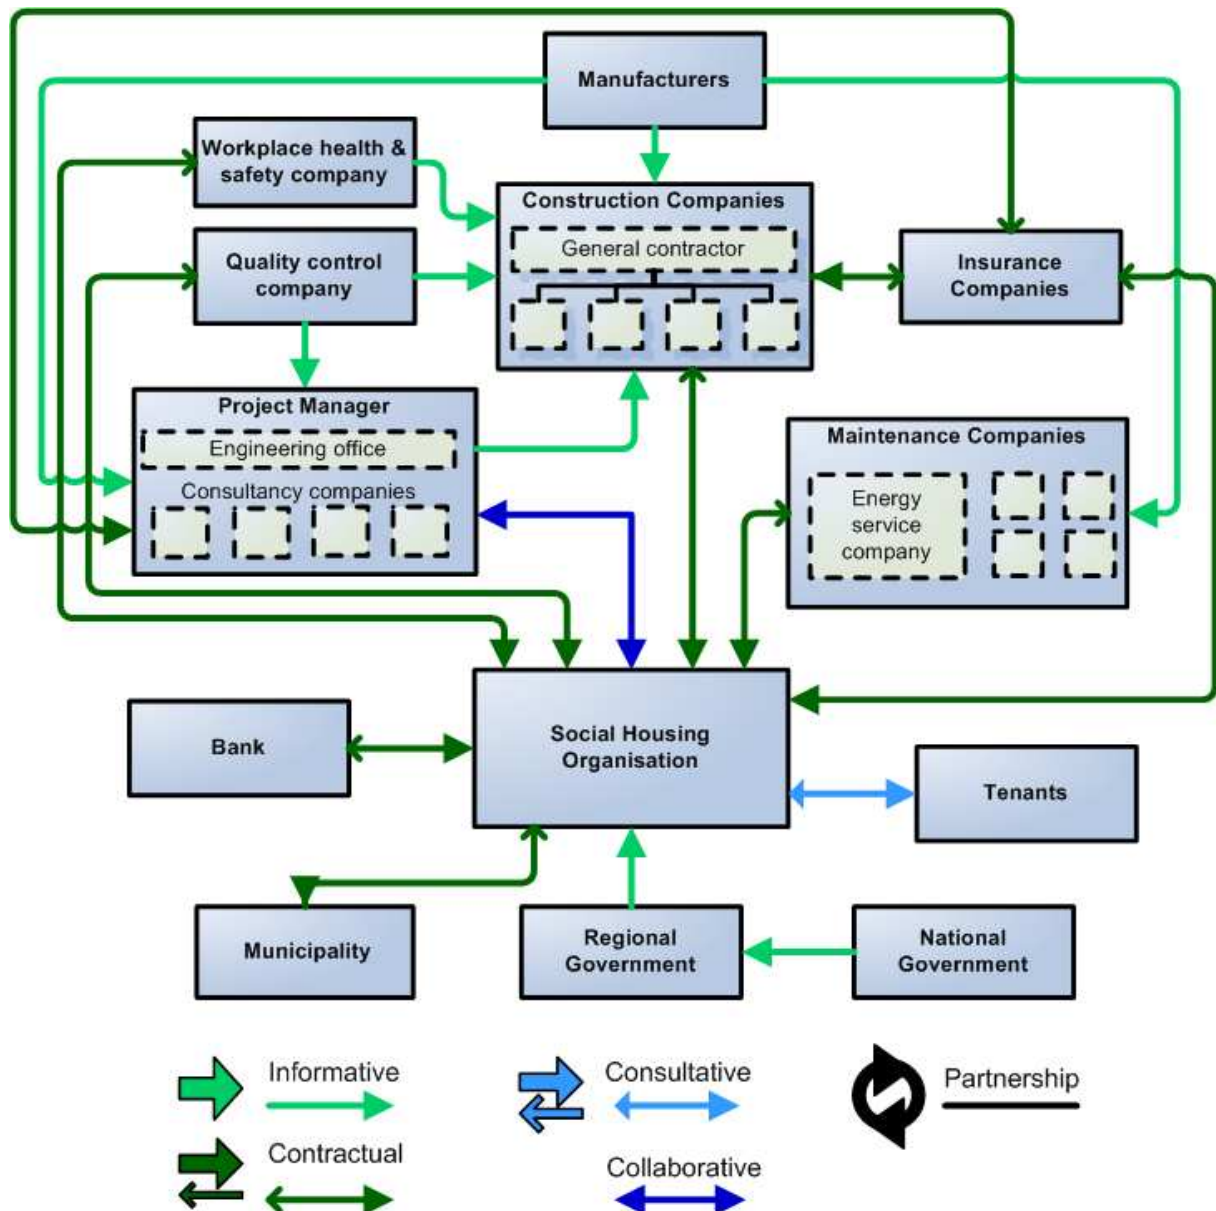 Manufacturers
Workplace health &
safety company
Construction Companies
General contractor
Quality control
company
Insurance
Companies
Project Manager
Engineering office
Consultancy companies
Maintenance Companies
Energy
service
company
Bank
Social Housing
Organisation
Tenants
Municipality
Regional
Government
National
Government
Informative
Consultative
Partnership
Contractual
Collaborative